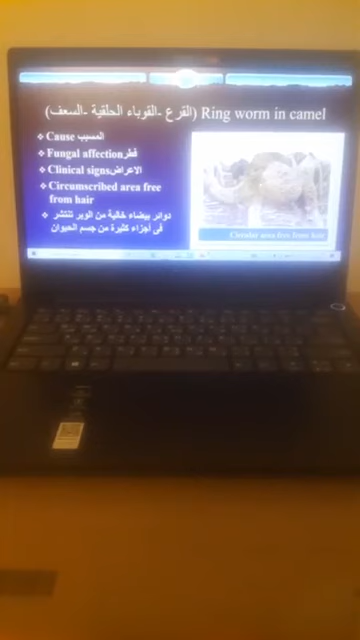 Ring worm in camel (القرع -القوباء الحلقية -السعف)
Cause المسبب
Fungal affection فطر
Clinical signs الاعراض
Circumscribed area free
from hair
دوائر بيضاء خالية من الوبر تنتشر
فى أجزاء كثيرة من جسم الحيوان
Circular area free from hair